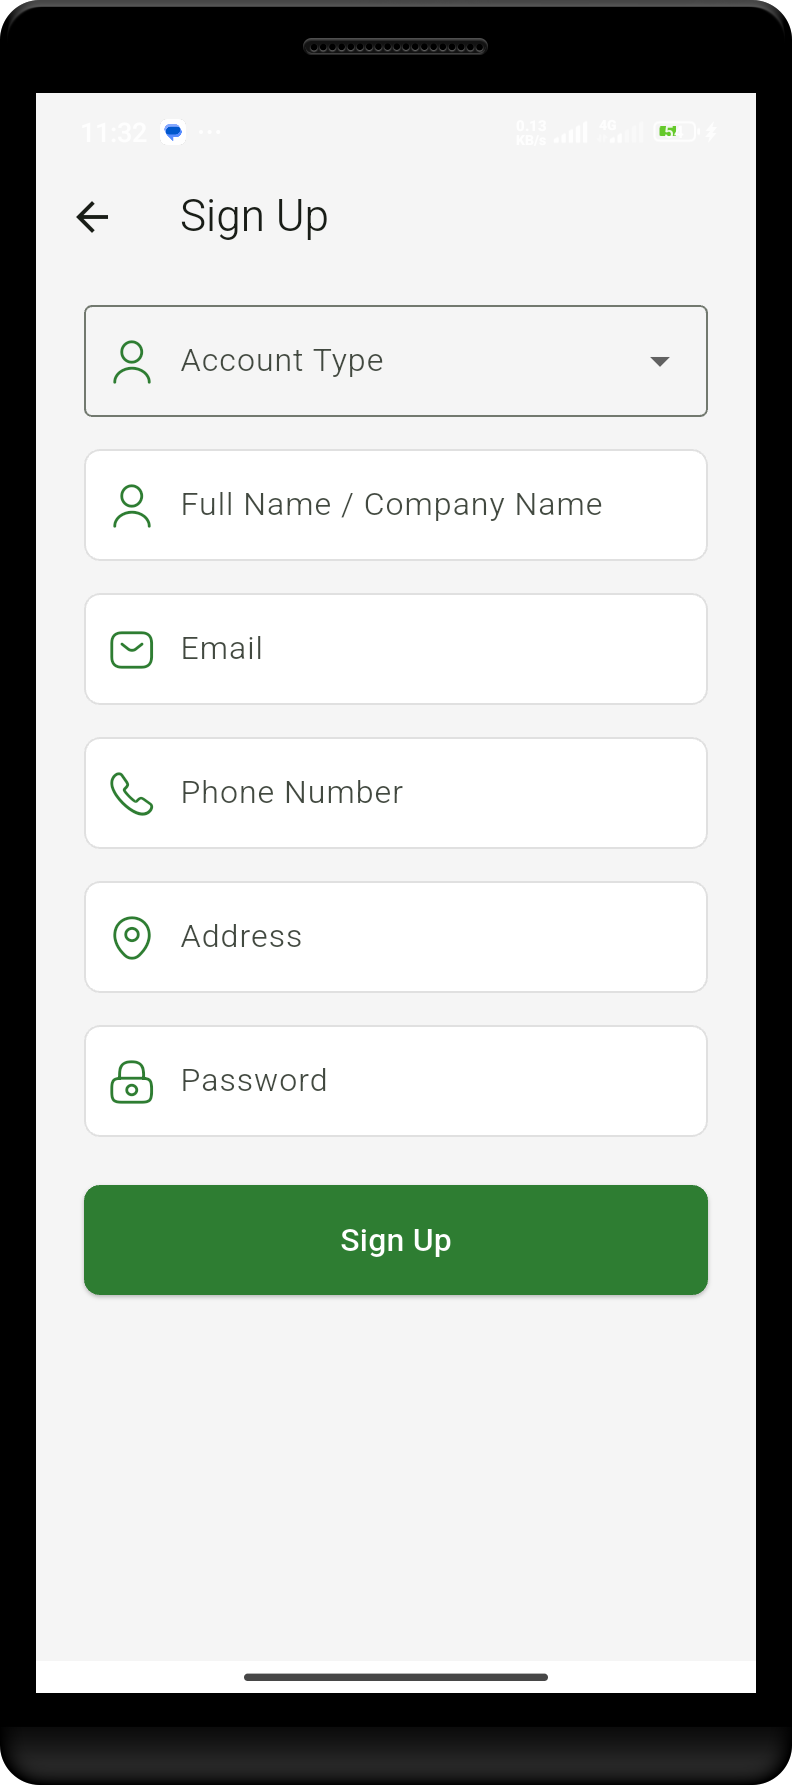 11:32 ... 0.13 KB/s 4G 54
Sign Up
Account Type
Full Name / Company Name
Email
Phone Number
Address
Password
Sign Up